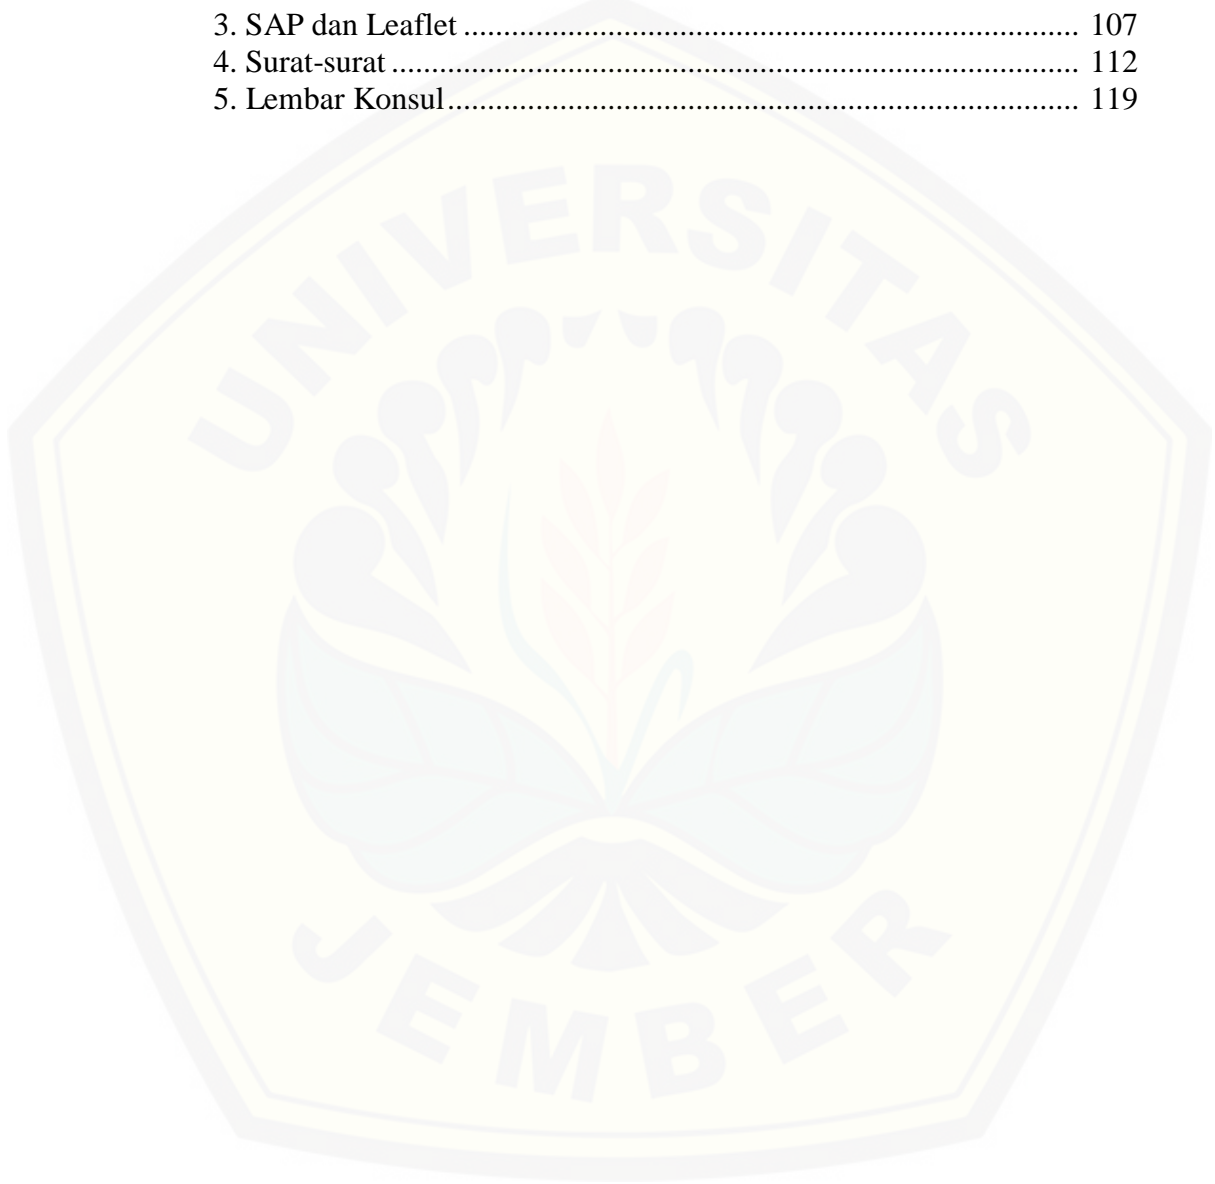 3. SAP dan Leaflet ........................................................................... 107
4. Surat-surat .................................................................................... 112
5. Lembar Konsul............................................................................. 119
UNIVERSITAS
JEMBER